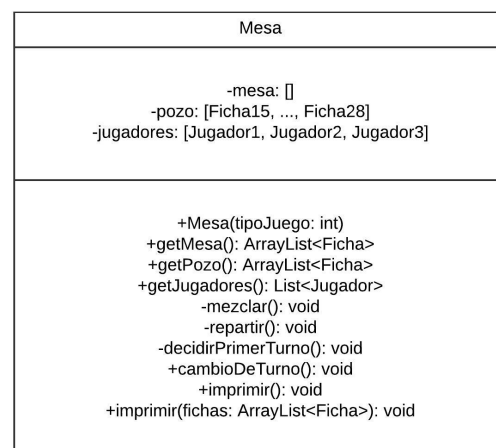 Mesa
-mesa: []
-pozo: [Ficha15, ..., Ficha28]
-jugadores: [Jugador1, Jugador2, Jugador3]
+Mesa(tipoJuego: int)
+getMesa(): ArrayList<Ficha>
+getPozo(): ArrayList<Ficha>
+getJugadores(): List<Jugador>
-mezclar(): void
-repartir(): void
-decidirPrimerTurno(): void
+cambioDeTurno(): void
+imprimir(): void
+imprimir(fichas: ArrayList<Ficha>): void